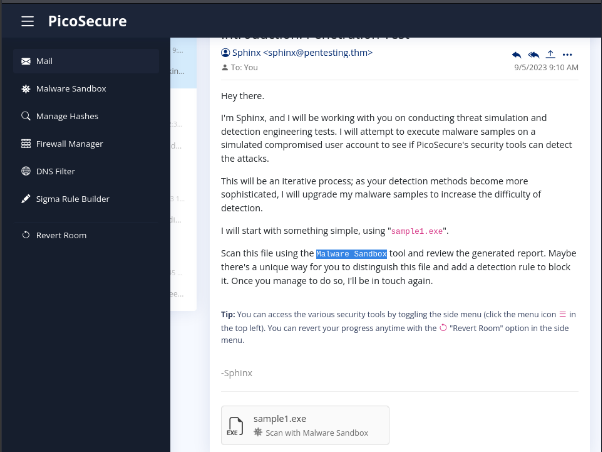 PicoSecure
Mail
Malware Sandbox
Manage Hashes
Firewall Manager
DNS Filter
Sigma Rule Builder
Revert Room
Introduction: Penetration Test
Sphinx <sphinx@pentesting.thm>
To: You
9/5/2023 9:10 AM
Hey there.
I'm Sphinx, and I will be working with you on conducting threat simulation and
detection engineering tests. I will attempt to execute malware samples on a
simulated compromised user account to see if PicoSecure's security tools can detect
the attacks.
This will be an iterative process; as your detection methods become more
sophisticated, I will upgrade my malware samples to increase the difficulty of
detection.
I will start with something simple, using "sample1.exe".
Scan this file using the Malware Sandbox tool and review the generated report. Maybe
there's a unique way for you to distinguish this file and add a detection rule to block
it. Once you manage to do so, I'll be in touch again.
Tip: You can access the various security tools by toggling the side menu (click the menu icon ☰ in
the top left). You can revert your progress anytime with the "Revert Room" option in the side
menu.
-Sphinx
EXE
sample1.exe
Scan with Malware Sandbox